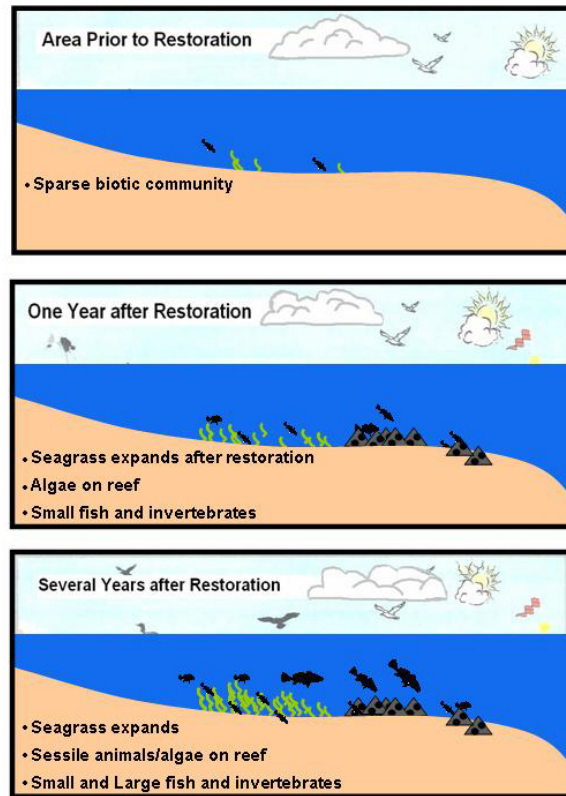 Area Prior to Restoration
• Sparse biotic community
One Year after Restoration
• Seagrass expands after restoration
• Algae on reef
• Small fish and invertebrates
Several Years after Restoration
• Seagrass expands
• Sessile animals/algae on reef
• Small and Large fish and invertebrates